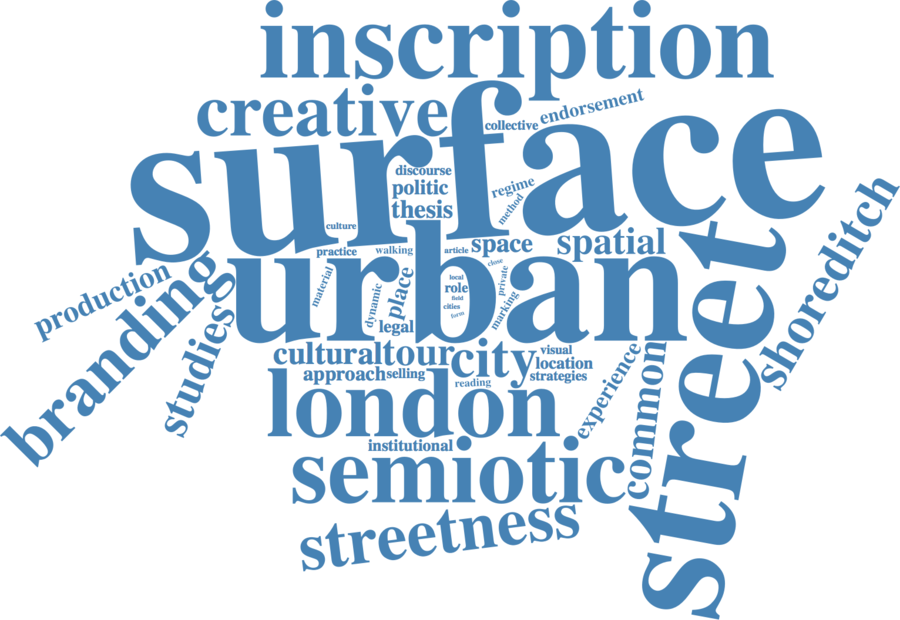 inscription
creative
collective
endorsement
surface
discourse
politic
thesis
regime
method
shoreditch
culture
practice
walking
article
space
close
spatial
urban
street
production
branding
studies
material
dynamic
place
legal
local
role
field
cities
form
private
marking
cultural
tour
city
visual
location
strategies
approach
selling
reading
experience
common
london
institutional
semiotic
streetness